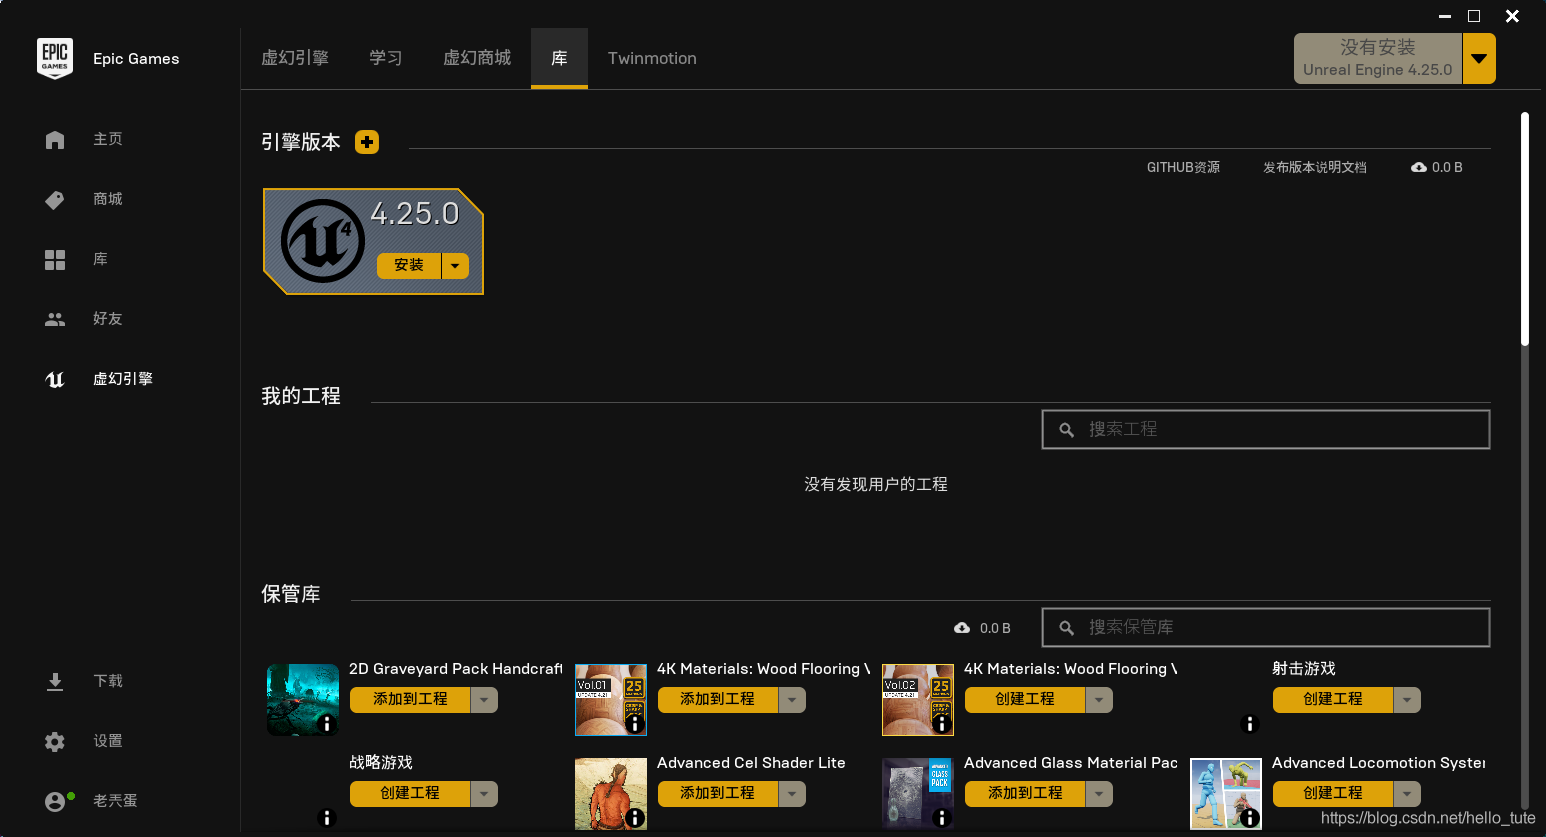 EPIC GAMES
Epic Games
虚幻引擎
学习
虚幻商城
库
Twinmotion
没有安装
Unreal Engine 4.25.0
主页
商城
库
好友
虚幻引擎
下载
设置
老秃蛋
引擎版本
GITHUB资源
发布版本说明文档
0.0 B
4.25.0
安装
我的工程
搜索工程
没有发现用户的工程
保管库
0.0 B
搜索保管库
2D Graveyard Pack Handcraft
添加到工程
Vol.01
UPDATE 4.21
25
4K Materials: Wood Flooring V
添加到工程
Vol.02
UPDATE 4.21
25
4K Materials: Wood Flooring V
创建工程
射击游戏
创建工程
战略游戏
创建工程
Advanced Cel Shader Lite
添加到工程
GLASS
PACK
Advanced Glass Material Pac
添加到工程
Advanced Locomotion System
创建工程
https://blog.csdn.net/hello_tute